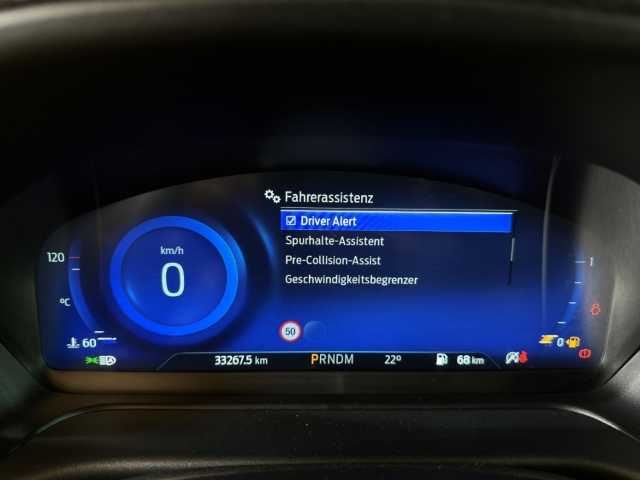 Fahrerassistenz
Driver Alert
Spurhalte-Assistent
Pre-Collision-Assist
Geschwindigkeitsbegrenzer
km/h
0
120
°C
60
50
1
0
33267.5 km
PRNDM
22°
68 km